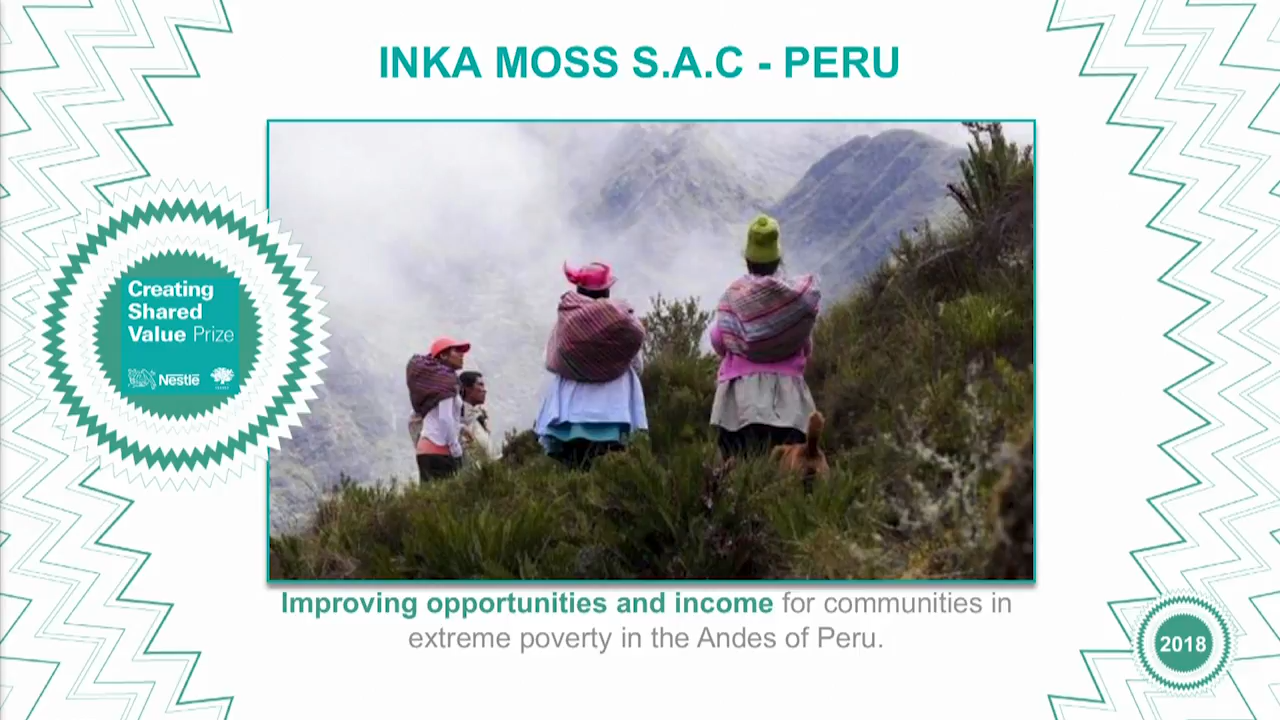 INKA MOSS S.A.C - PERU
Creating
Shared
Value Prize
Nestlé
Improving opportunities and income for communities in
extreme poverty in the Andes of Peru.
2018